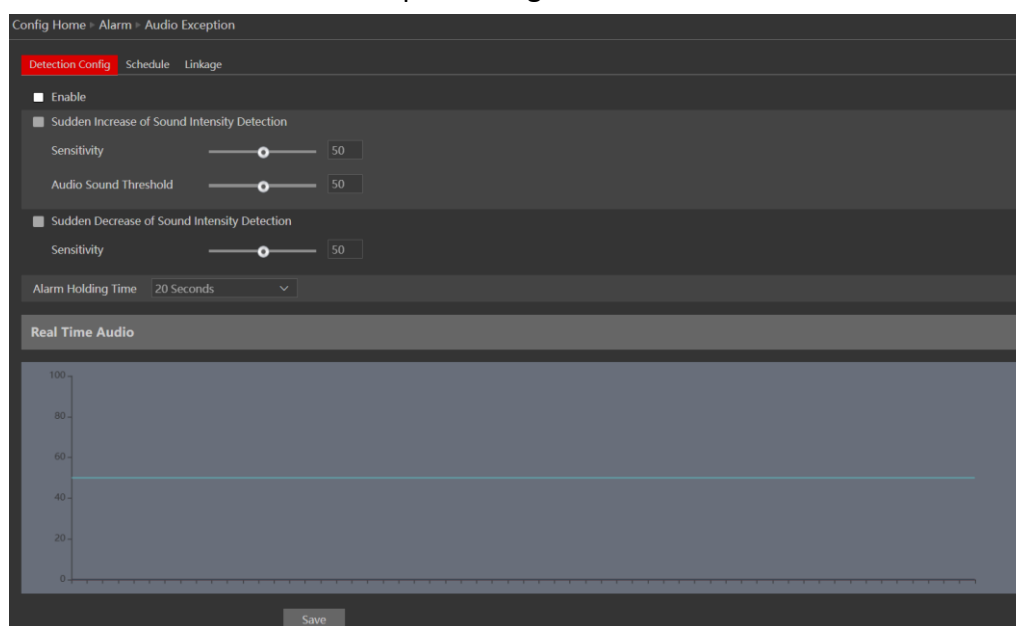 Config Home ▸ Alarm ▸ Audio Exception
Detection Config Schedule Linkage
Enable
Sudden Increase of Sound Intensity Detection
Sensitivity 50
Audio Sound Threshold 50
Sudden Decrease of Sound Intensity Detection
Sensitivity 50
Alarm Holding Time 20 Seconds
Real Time Audio
100
80
60
40
20
0
Save